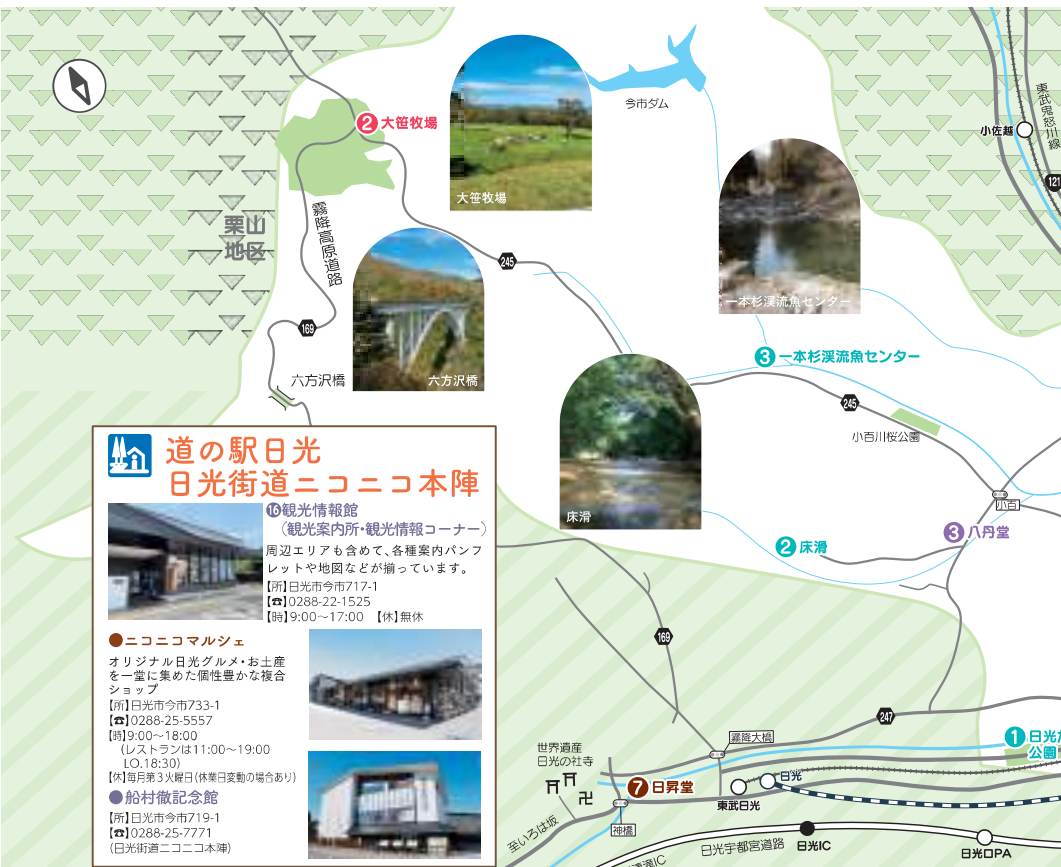 今市ダム
小佐越
東武鬼怒川線
121
2 大笹牧場
大笹牧場
霧降高原道路
栗山
地区
245
169
六方沢橋
六方沢橋
一本杉渓流魚センター
3 一本杉渓流魚センター
245
小百川桜公園
小百
床滑
2 床滑
3 八丹堂
道の駅日光
日光街道ニコニコ本陣
⑯観光情報館
(観光案内所・観光情報コーナー)
周辺エリアも含めて、各種案内パンフ
レットや地図などが揃っています。
【所】日光市今市717-1
【☎】0288-22-1525
【時】9:00〜17:00 【休】無休
●ニコニコマルシェ
オリジナル日光グルメ・お土産
を一堂に集めた個性豊かな複合
ショップ
【所】日光市今市733-1
【☎】0288-25-5557
【時】9:00〜18:00
(レストランは11:00〜19:00
LO.18:30)
【休】毎月第3火曜日(休業日変動の場合あり)
●船村徹記念館
【所】日光市今市719-1
【☎】0288-25-7771
(日光街道ニコニコ本陣)
169
247
霧降大橋
1 日光
公園
世界遺産
日光の社寺
7 日昇堂
日光
東武日光
神橋
至いろは坂
日光宇都宮道路
日光IC
日光口PA
清滝IC